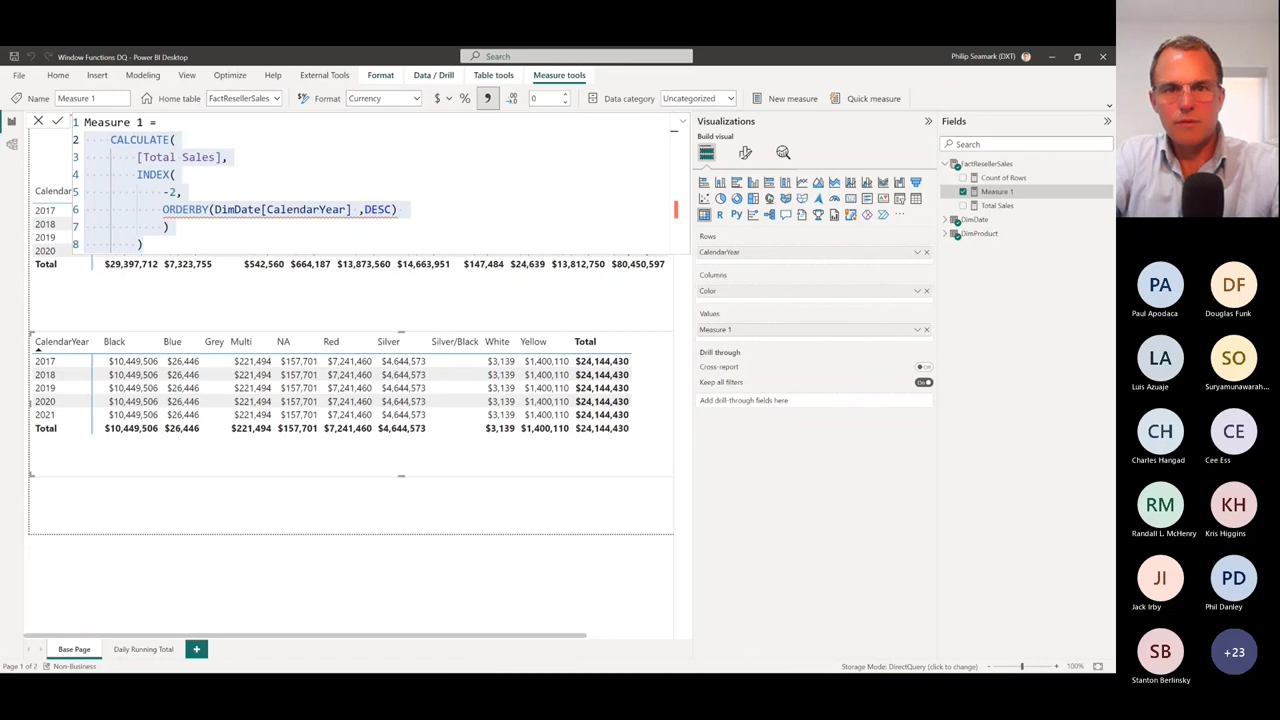 Window Functions DQ - Power BI Desktop
Search
Philip Seamark (DXT)
File Home Insert Modeling View Optimize Help External Tools Format Data / Drill Table tools Measure tools
Name Measure 1 Home table FactResellerSales Format Currency $ % 0 Data category Uncategorized New measure Quick measure
1 Measure 1 =
2 CALCULATE(
3 [Total Sales],
4 INDEX(
5 -2,
6 ORDERBY(DimDate[CalendarYear] ,DESC)
7 )
8 )
Calendar
2017
2018
2019
2020
Total $29,397,712 $7,323,755 $542,560 $664,187 $13,873,560 $14,663,951 $147,484 $24,639 $13,812,750 $80,450,597
CalendarYear Black Blue Grey Multi NA Red Silver Silver/Black White Yellow Total
2017 $10,449,506 $26,446 $221,494 $157,701 $7,241,460 $4,644,573 $3,139 $1,400,110 $24,144,430
2018 $10,449,506 $26,446 $221,494 $157,701 $7,241,460 $4,644,573 $3,139 $1,400,110 $24,144,430
2019 $10,449,506 $26,446 $221,494 $157,701 $7,241,460 $4,644,573 $3,139 $1,400,110 $24,144,430
2020 $10,449,506 $26,446 $221,494 $157,701 $7,241,460 $4,644,573 $3,139 $1,400,110 $24,144,430
2021 $10,449,506 $26,446 $221,494 $157,701 $7,241,460 $4,644,573 $3,139 $1,400,110 $24,144,430
Total $10,449,506 $26,446 $221,494 $157,701 $7,241,460 $4,644,573 $3,139 $1,400,110 $24,144,430
Base Page Daily Running Total
Page 1 of 2 Non-Business
Storage Mode: DirectQuery (click to change) 100%
Visualizations
Build visual
R Py
Rows
CalendarYear
Columns
Color
Values
Measure 1
Drill through
Cross-report Off
Keep all filters On
Add drill-through fields here
Fields
Search
FactResellerSales
Count of Rows
Measure 1
Total Sales
DimDate
DimProduct
PA DF
Paul Apodaca Douglas Funk
LA SO
Luis Azuaje Suryamunawarah...
CH CE
Charles Hangad Cee Ess
RM KH
Randall L. McHenry Kris Higgins
JI PD
Jack Irby Phil Danley
SB +23
Stanton Berlinsky